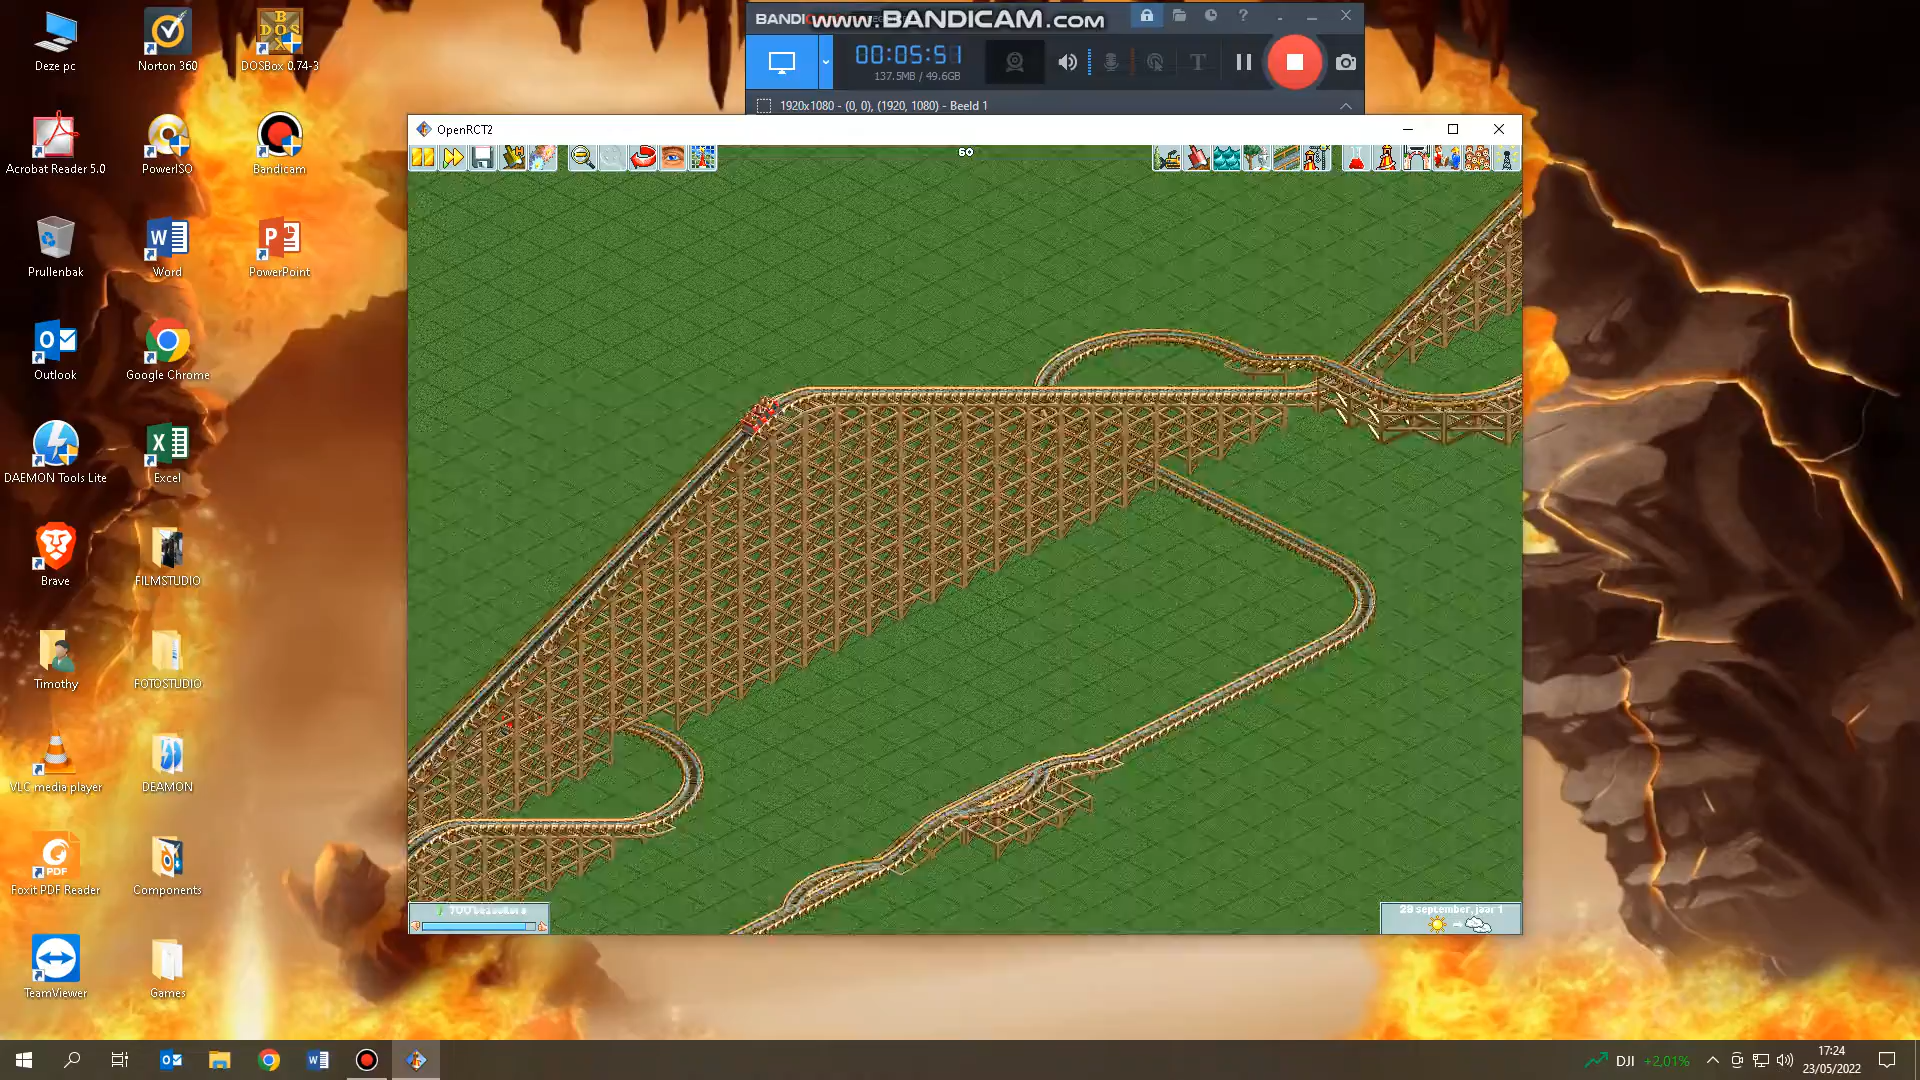 Deze pc
Norton 360
DOSBox 0.74-3
Acrobat Reader 5.0
PowerISO
Bandicam
Prullenbak
Word
PowerPoint
Outlook
Google Chrome
DAEMON Tools Lite
Excel
Brave
FILMSTUDIO
Timothy
FOTOSTUDIO
VLC media player
DEAMON
Foxit PDF Reader
Components
TeamViewer
Games
www.BANDICAM.com
00:05:51
137.5MB / 49.6GB
1920x1080 - (0, 0), (1920, 1080) - Beeld 1
OpenRCT2
60
28 september, jaar 1
DJI +2,01%
17:24
23/05/2022